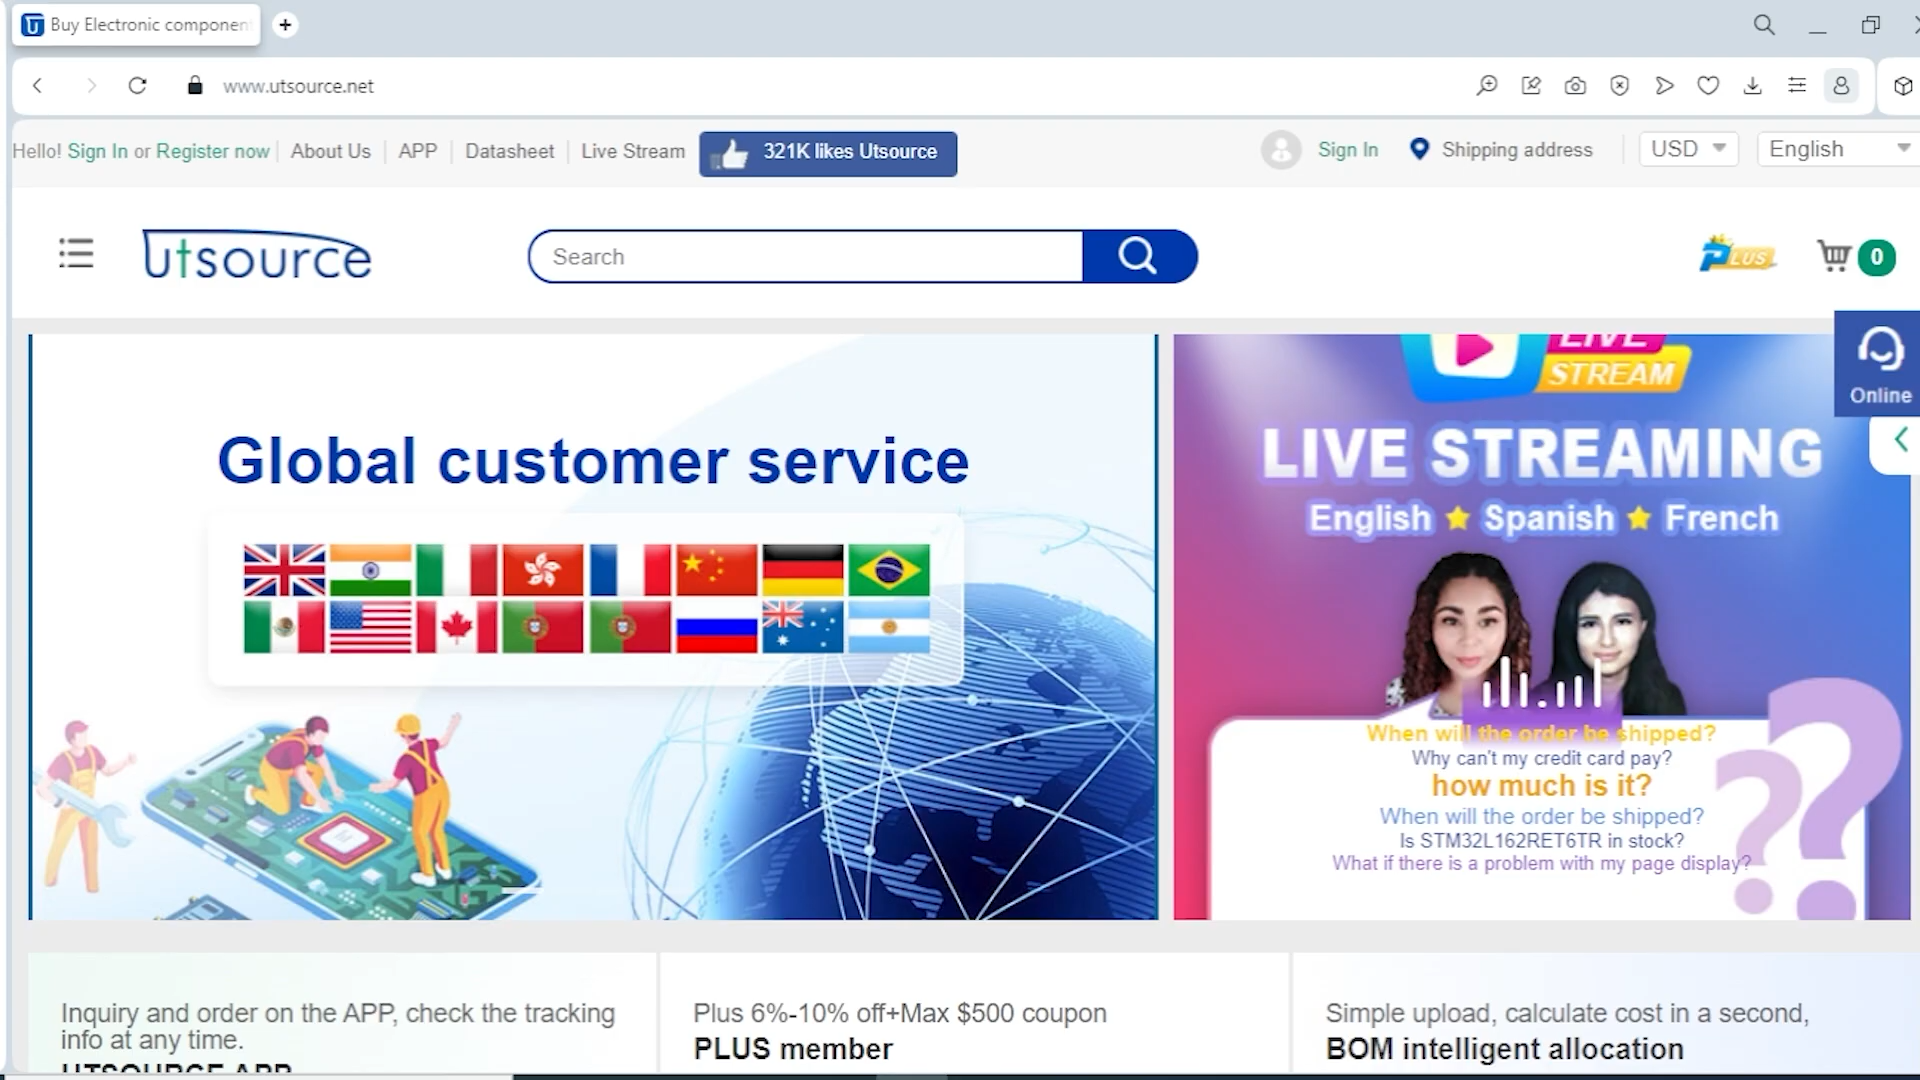 Buy Electronic componen
www.utsource.net
Hello! Sign In or Register now
About Us
APP
Datasheet
Live Stream
321K likes Utsource
Sign In
Shipping address
USD
English
utsource
Search
PLUS
0
Online
Global customer service
LIVE
STREAM
LIVE STREAMING
English ★ Spanish ★ French
When will the order be shipped?
Why can't my credit card pay?
how much is it?
When will the order be shipped?
Is STM32L162RET6TR in stock?
What if there is a problem with my page display?
Inquiry and order on the APP, check the tracking
info at any time.
UTSOURCE APP
Plus 6%-10% off+Max $500 coupon
PLUS member
Simple upload, calculate cost in a second,
BOM intelligent allocation